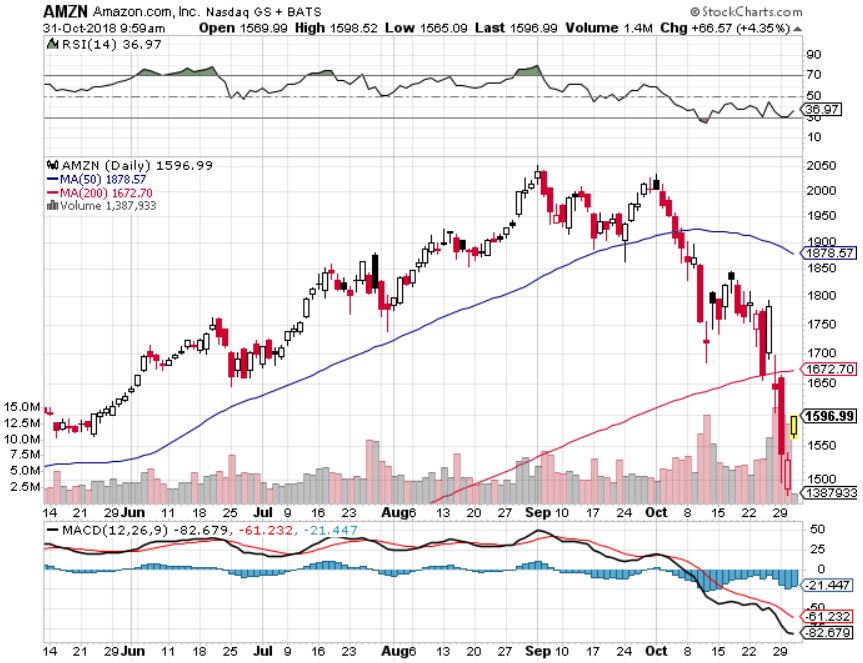 AMZN Amazon.com, Inc. Nasdaq GS + BATS
© StockCharts.com
31-Oct-2018 9:59am Open 1569.99 High 1598.52 Low 1565.09 Last 1596.99 Volume 1.4M Chg +66.57 (+4.35%)
RSI(14) 36.97
90
70
50
36.97
30
10
AMZN (Daily) 1596.99
MA(50) 1878.57
MA(200) 1672.70
Volume 1,387,933
2050
2000
1950
1900
1878.57
1850
1800
1750
1700
1672.70
1650
1596.99
1550
1500
1387933
15.0M
12.5M
10.0M
7.5M
5.0M
2.5M
14 21 29 Jun 11 18 25 Jul 9 16 23 Aug 6 13 20 27 Sep 10 17 24 Oct 8 15 22 29
MACD(12,26,9) -82.679, -61.232, -21.447
50
25
0
-21.447
-50
-61.232
-82.679
14 21 29 Jun 11 18 25 Jul 9 16 23 Aug 6 13 20 27 Sep 10 17 24 Oct 8 15 22 29